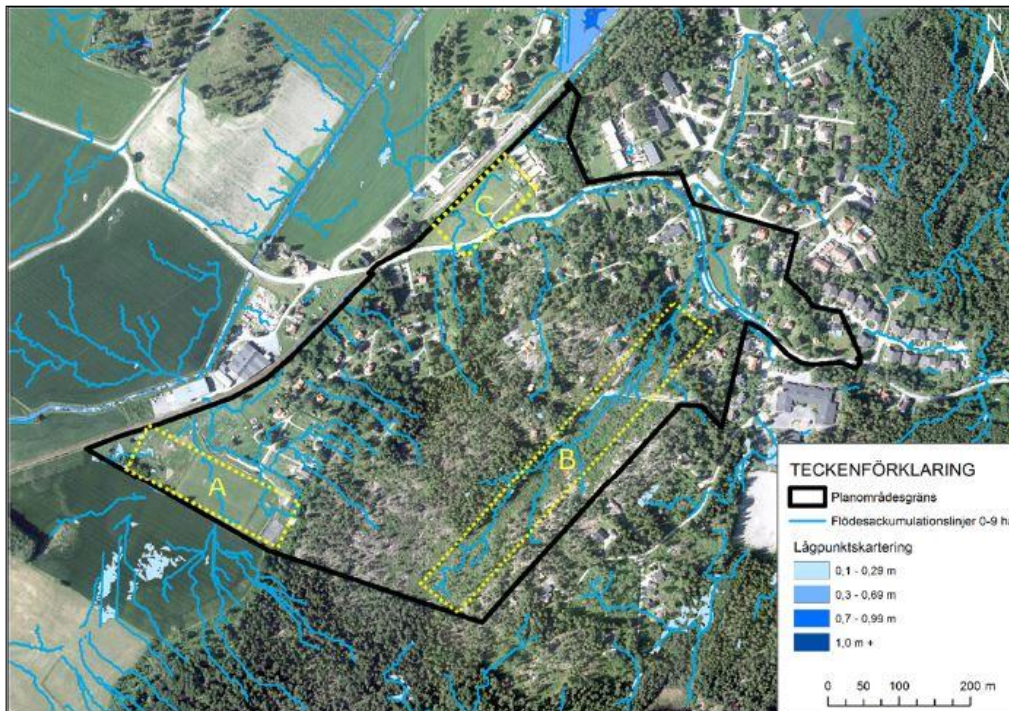 N
C
B
A
TECKENFÖRKLARING
Planområdesgräns
Flödesackumulationslinjer 0-9 ha
Lågpunktskartering
0,1 - 0,29 m
0,3 - 0,69 m
0,7 - 0,99 m
1,0 m +
0 50 100 200 m